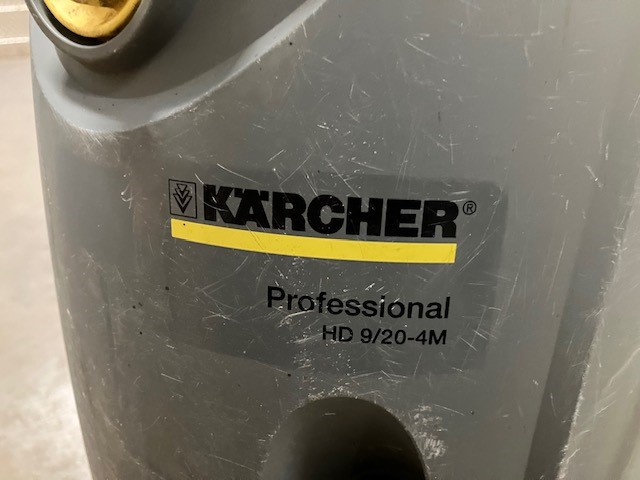 KÄRCHER®
Professional
HD 9/20-4M